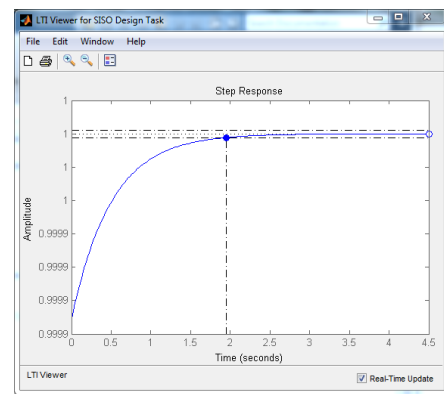 LTI Viewer for SISO Design Task
File Edit Window Help
Step Response
1
1
1
1
0.9999
0.9999
0.9999
0.9999
Amplitude
0 0.5 1 1.5 2 2.5 3 3.5 4 4.5
Time (seconds)
LTI Viewer
Real-Time Update